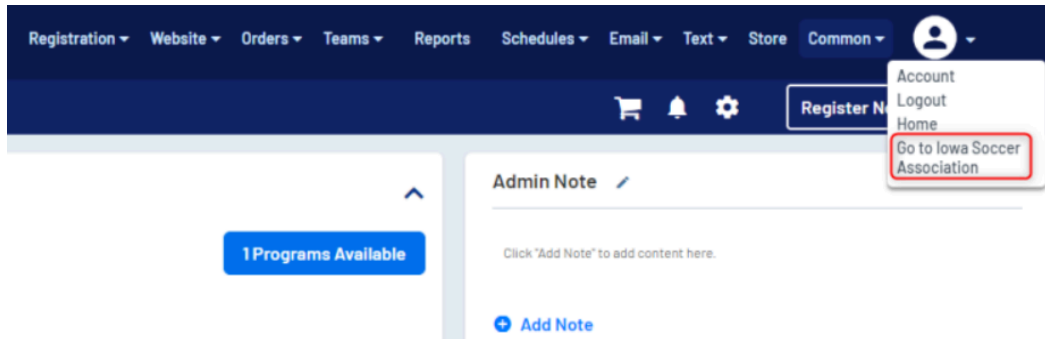 Registration Website Orders Teams Reports Schedules Email Text Store Common
Account
Logout
Home
Go to Iowa Soccer
Association
Register N
Admin Note
1 Programs Available
Click "Add Note" to add content here.
Add Note